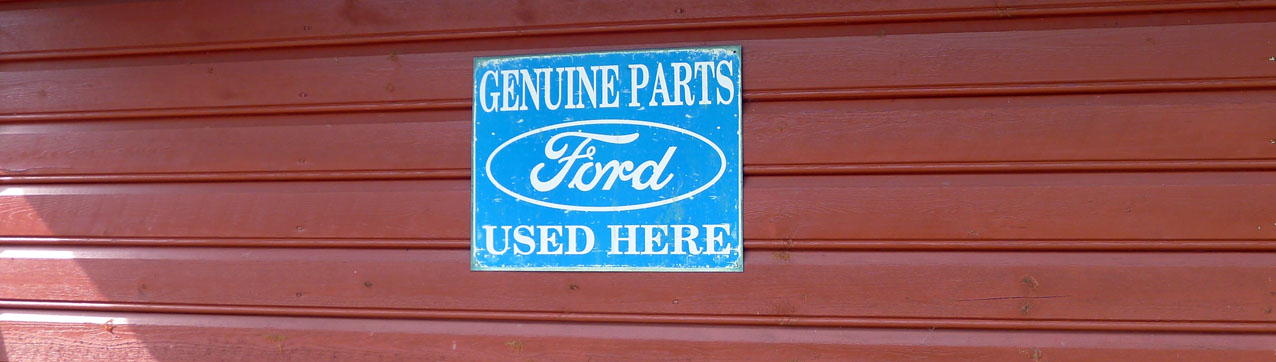 GENUINE PARTS
Ford
USED HERE